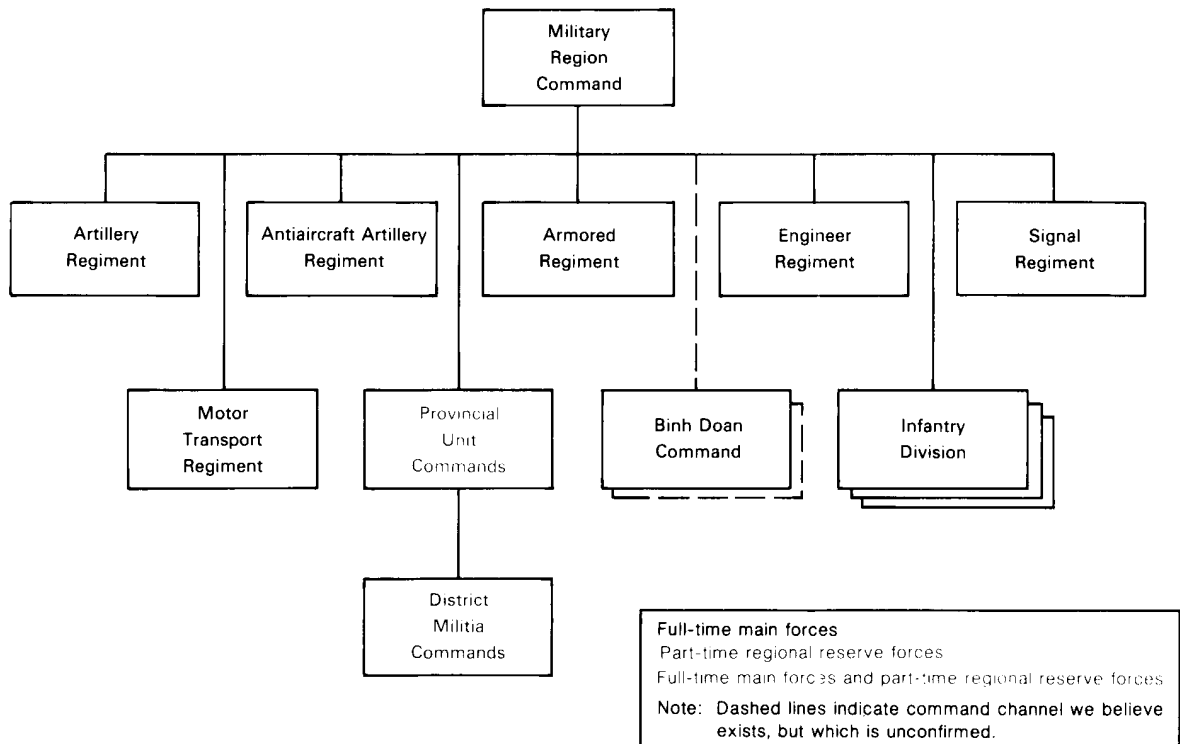 Military
Region
Command
Artillery
Regiment
Antiaircraft Artillery
Regiment
Armored
Regiment
Engineer
Regiment
Signal
Regiment
Motor
Transport
Regiment
Provincial
Unit
Commands
Binh Doan
Command
Infantry
Division
District
Militia
Commands
Full-time main forces
Part-time regional reserve forces
Full-time main forces and part-time regional reserve forces
Note: Dashed lines indicate command channel we believe
exists, but which is unconfirmed.